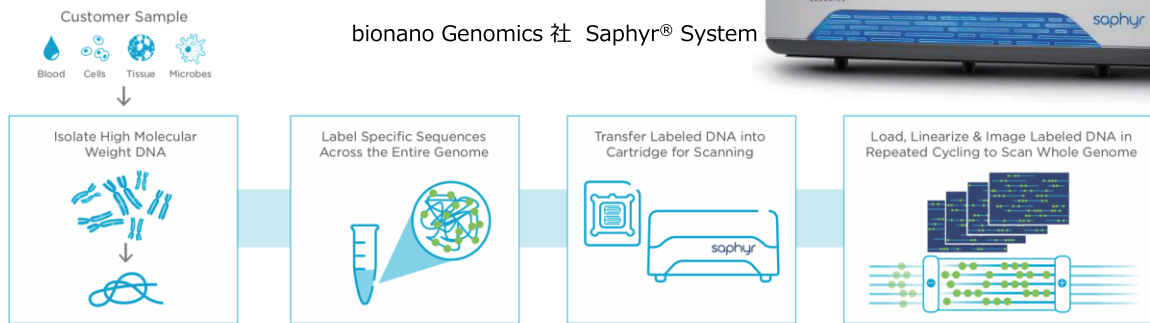 Customer Sample
Blood Cells Tissue Microbes
bionano Genomics 社 Saphyr® System
saphyr
Isolate High Molecular
Weight DNA
Label Specific Sequences
Across the Entire Genome
Transfer Labeled DNA into
Cartridge for Scanning
saphyr
Load, Linearize & Image Labeled DNA in
Repeated Cycling to Scan Whole Genome